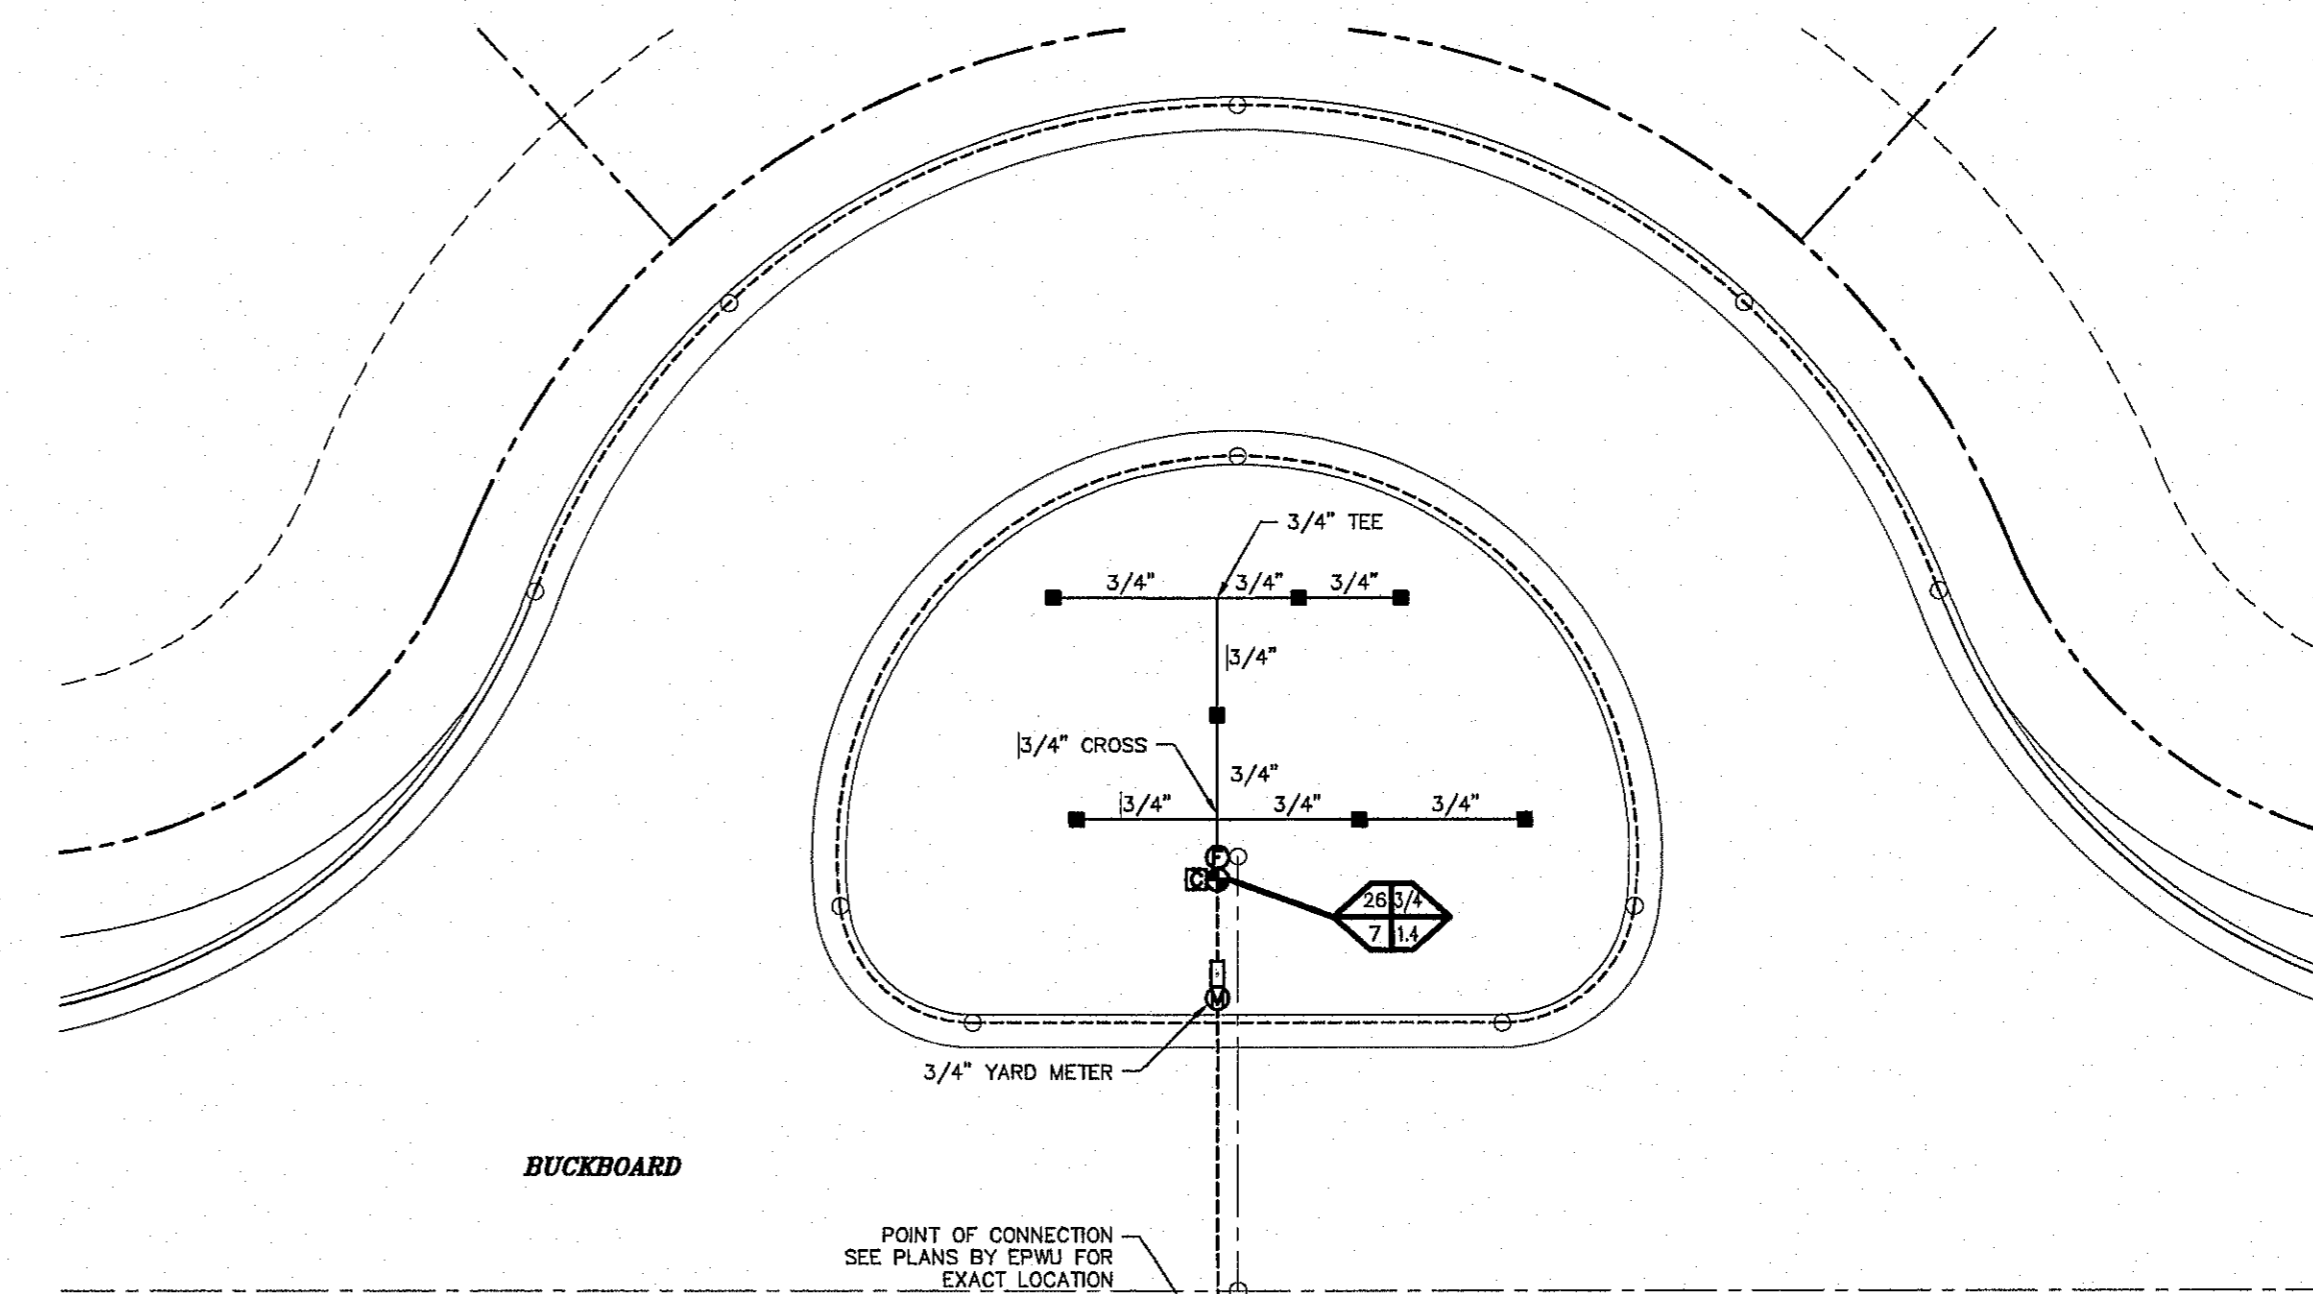 3/4" TEE
3/4" 3/4" 3/4"
3/4"
3/4" CROSS
3/4"
3/4" 3/4" 3/4"
F
C
26 3/4
7 1.4
M
3/4" YARD METER
BUCKBOARD
POINT OF CONNECTION
SEE PLANS BY EPWU FOR
EXACT LOCATION